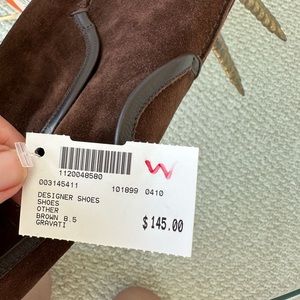 1120048580
003145411 101899 0410
DESIGNER SHOES
SHOES
OTHER
BROWN 8.5
GRAVATI
$145.00